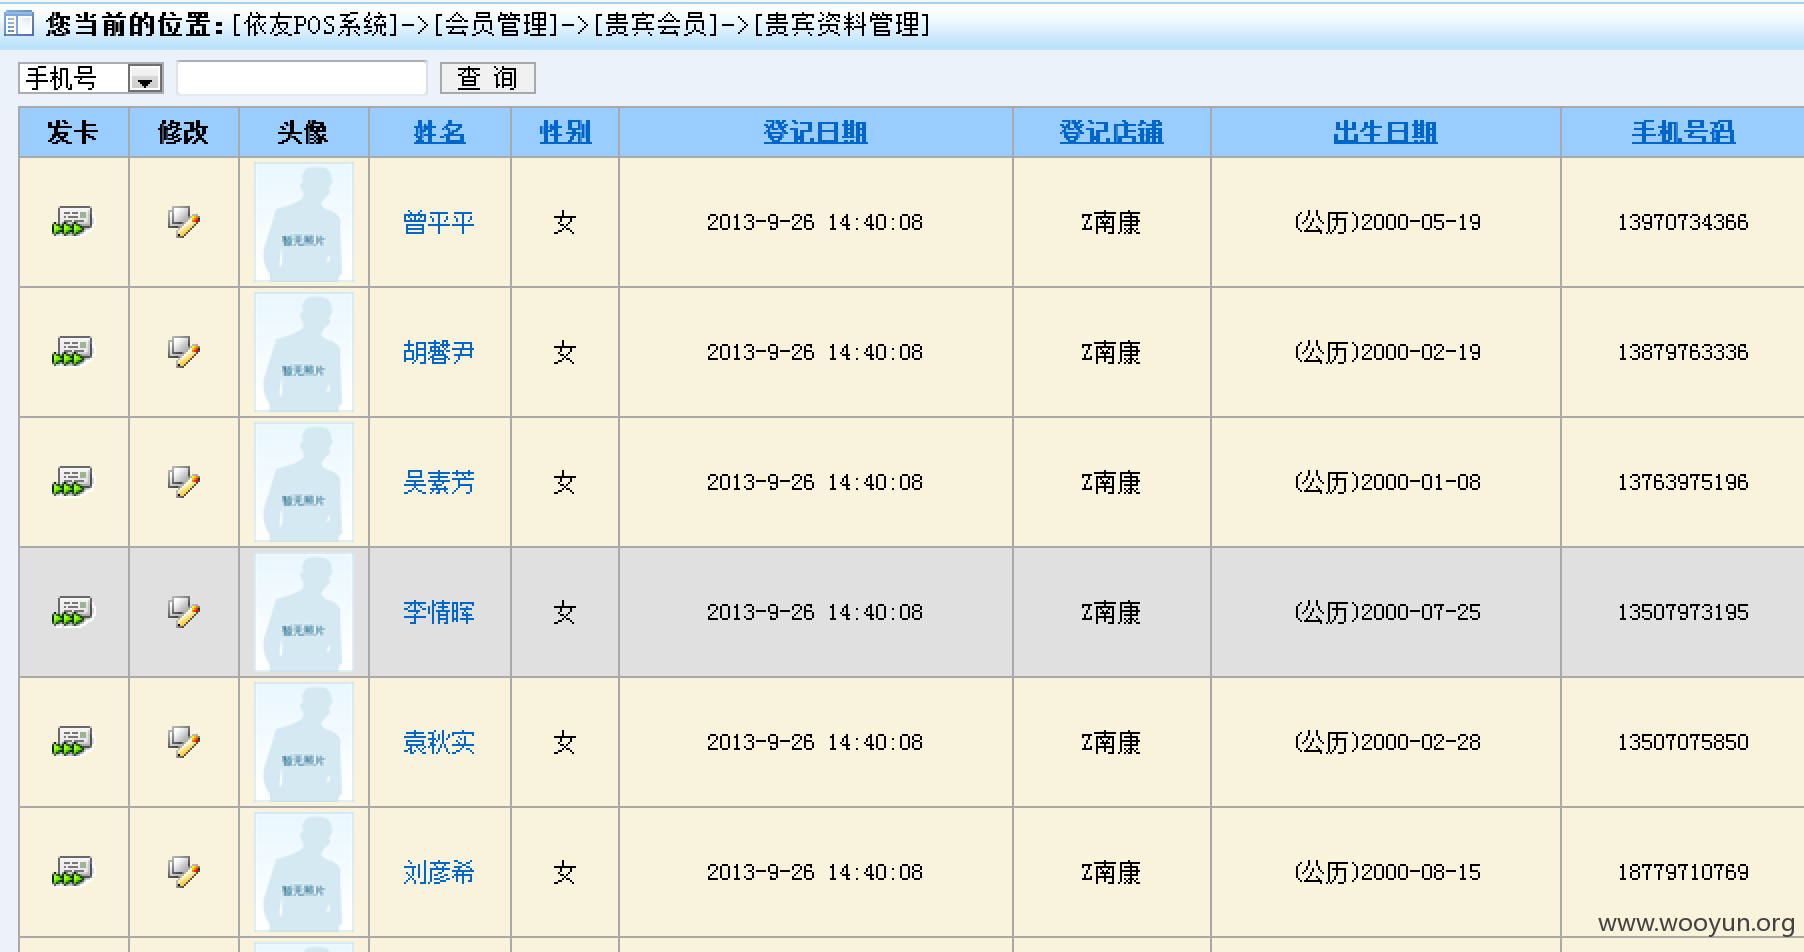 您当前的位置:[依友POS系统]->[会员管理]->[贵宾会员]->[贵宾资料管理]
手机号 查 询
发卡 修改 头像 姓名 性别 登记日期 登记店铺 出生日期 手机号码
暂无照片 曾平平 女 2013-9-26 14:40:08 Z南康 (公历)2000-05-19 13970734366
暂无照片 胡馨尹 女 2013-9-26 14:40:08 Z南康 (公历)2000-02-19 13879763336
暂无照片 吴素芳 女 2013-9-26 14:40:08 Z南康 (公历)2000-01-08 13763975196
暂无照片 李情晖 女 2013-9-26 14:40:08 Z南康 (公历)2000-07-25 13507973195
暂无照片 袁秋实 女 2013-9-26 14:40:08 Z南康 (公历)2000-02-28 13507075850
暂无照片 刘彦希 女 2013-9-26 14:40:08 Z南康 (公历)2000-08-15 18779710769
www.wooyun.org